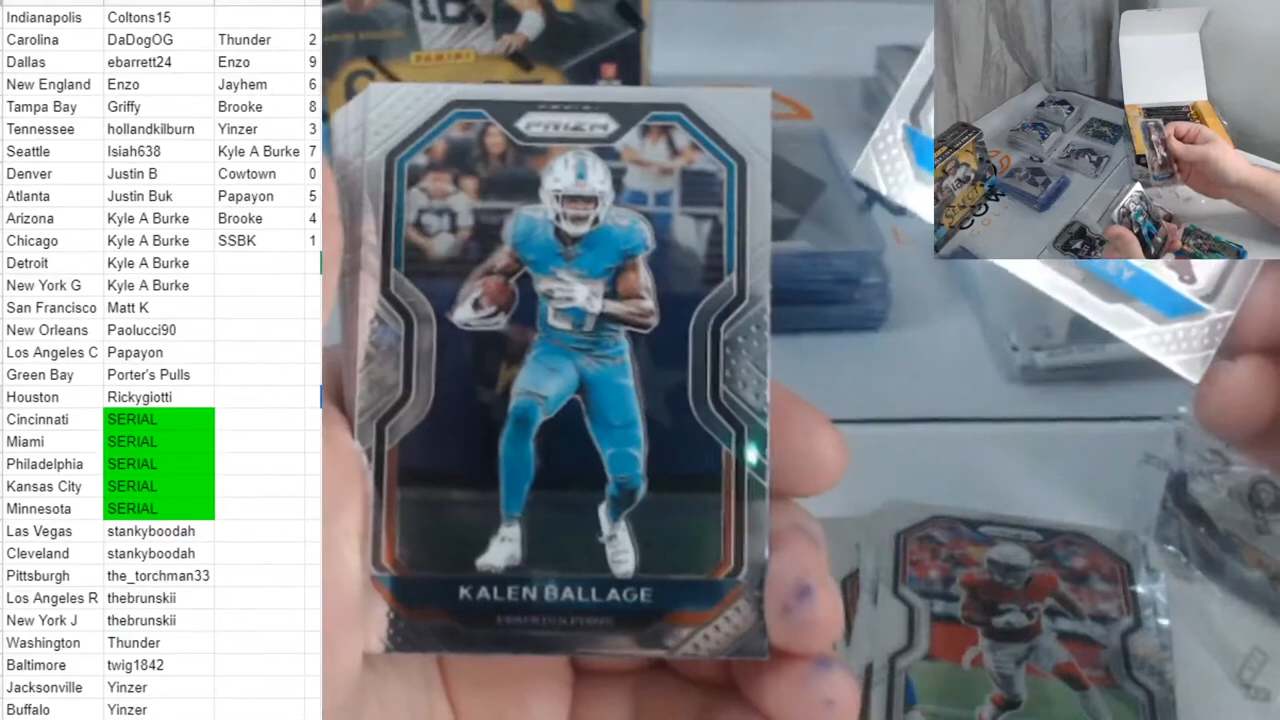 Indianapolis Coltons15
Carolina DaDogOG Thunder 2
Dallas ebarrett24 Enzo 9
New England Enzo Jayhem 6
Tampa Bay Griffy Brooke 8
Tennessee hollandkilburn Yinzer 3
Seattle Isiah638 Kyle A Burke 7
Denver Justin B Cowtown 0
Atlanta Justin Buk Papayon 5
Arizona Kyle A Burke Brooke 4
Chicago Kyle A Burke SSBK 1
Detroit Kyle A Burke
New York G Kyle A Burke
San Francisco Matt K
New Orleans Paolucci90
Los Angeles C Papayon
Green Bay Porter's Pulls
Houston Rickygiotti
Cincinnati SERIAL
Miami SERIAL
Philadelphia SERIAL
Kansas City SERIAL
Minnesota SERIAL
Las Vegas stankyboodah
Cleveland stankyboodah
Pittsburgh the_torchman33
Los Angeles R thebrunskii
New York J thebrunskii
Washington Thunder
Baltimore twig1842
Jacksonville Yinzer
Buffalo Yinzer
PANINI
PRIZM
KALEN BALLAGE
MIAMI DOLPHINS